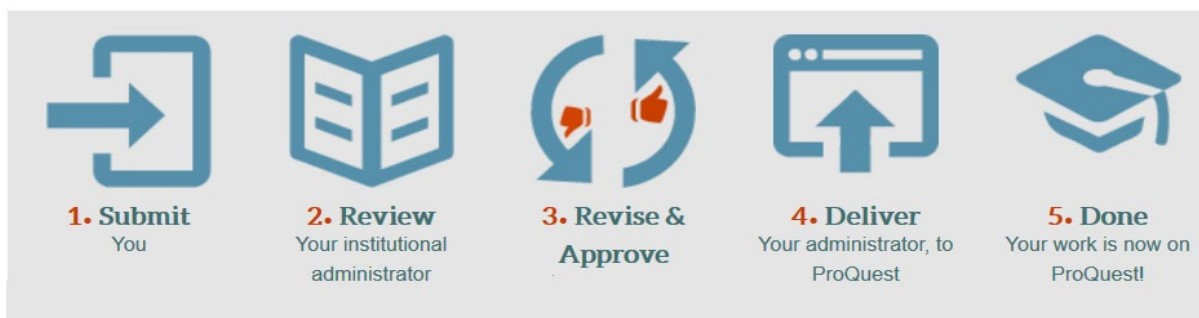 1. Submit
You
2. Review
Your institutional
administrator
3. Revise &
Approve
4. Deliver
Your administrator, to
ProQuest
5. Done
Your work is now on
ProQuest!